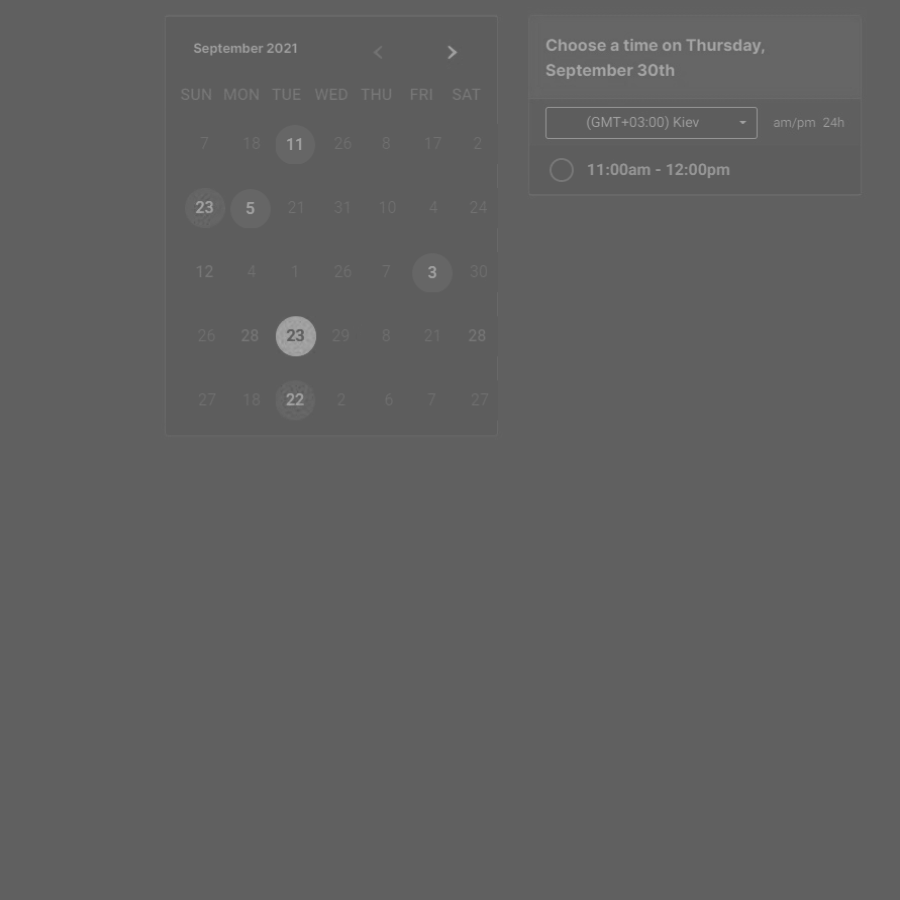 September 2021
SUN MON TUE WED THU FRI SAT
7 18 11 26 8 17 2
23 5 21 31 10 4 24
12 4 1 26 7 3 30
26 28 23 29 8 21 28
27 18 22 2 6 7 27
Choose a time on Thursday,
September 30th
(GMT+03:00) Kiev am/pm 24h
11:00am - 12:00pm